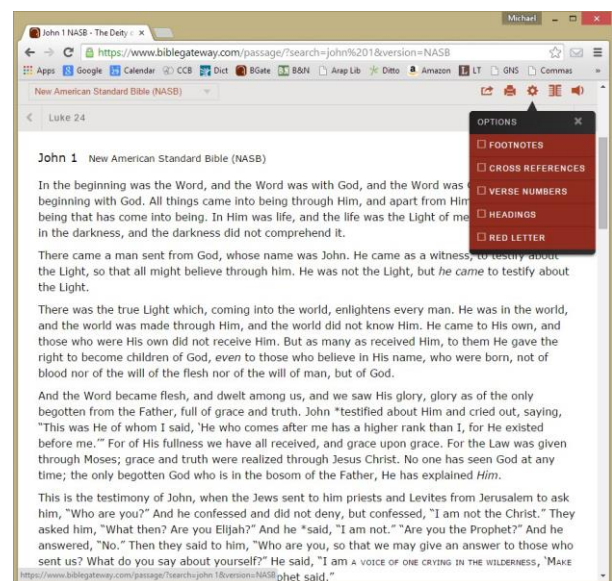 Michael
John 1 NASB - The Deity c
https://www.biblegateway.com/passage/?search=john%201&version=NASB
Apps Google Calendar CCB Dict BGate B&N Arap Lib Ditto Amazon LT GNS Commas »
New American Standard Bible (NASB)
Luke 24
OPTIONS
FOOTNOTES
CROSS REFERENCES
VERSE NUMBERS
HEADINGS
RED LETTER
John 1 New American Standard Bible (NASB)
In the beginning was the Word, and the Word was with God, and the Word was
beginning with God. All things came into being through Him, and apart from Him
being that has come into being. In Him was life, and the life was the Light of me
in the darkness, and the darkness did not comprehend it.
There came a man sent from God, whose name was John. He came as a witness, to testify about
the Light, so that all might believe through him. He was not the Light, but he came to testify about
the Light.
There was the true Light which, coming into the world, enlightens every man. He was in the world,
and the world was made through Him, and the world did not know Him. He came to His own, and
those who were His own did not receive Him. But as many as received Him, to them He gave the
right to become children of God, even to those who believe in His name, who were born, not of
blood nor of the will of the flesh nor of the will of man, but of God.
And the Word became flesh, and dwelt among us, and we saw His glory, glory as of the only
begotten from the Father, full of grace and truth. John *testified about Him and cried out, saying,
"This was He of whom I said, 'He who comes after me has a higher rank than I, for He existed
before me.'" For of His fullness we have all received, and grace upon grace. For the Law was given
through Moses; grace and truth were realized through Jesus Christ. No one has seen God at any
time; the only begotten God who is in the bosom of the Father, He has explained Him.
This is the testimony of John, when the Jews sent to him priests and Levites from Jerusalem to ask
him, "Who are you?" And he confessed and did not deny, but confessed, "I am not the Christ." They
asked him, "What then? Are you Elijah?" And he *said, "I am not." "Are you the Prophet?" And he
answered, "No." Then they said to him, "Who are you, so that we may give an answer to those who
sent us? What do you say about yourself?" He said, "I am A VOICE OF ONE CRYING IN THE WILDERNESS, 'MAKE
https://www.biblegateway.com/passage/?search=john 1&version=NASB phet said."